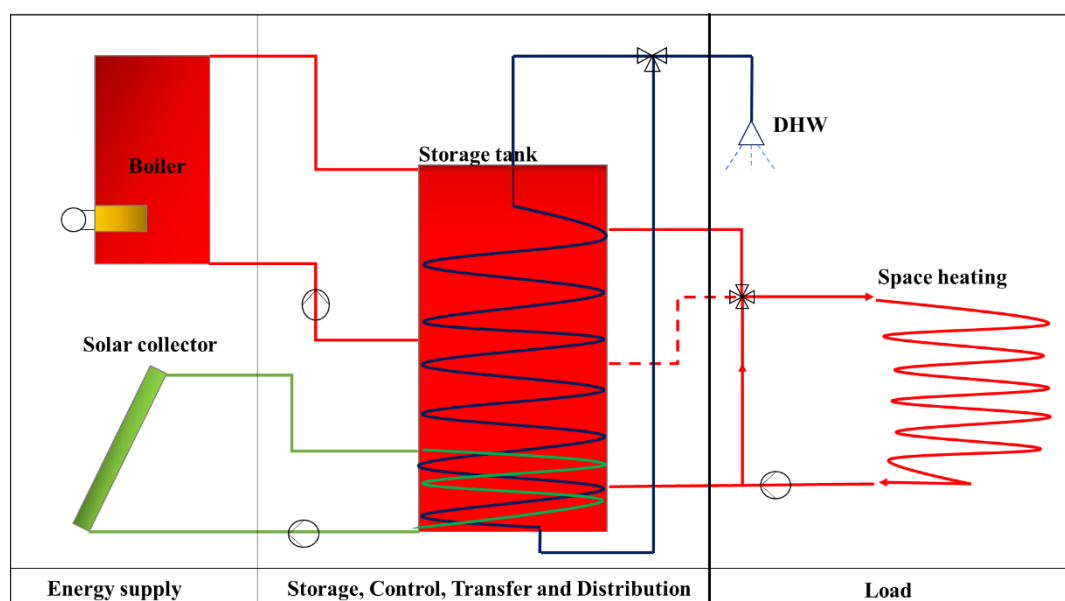 Boiler
Storage tank
DHW
Space heating
Solar collector
Energy supply
Storage, Control, Transfer and Distribution
Load